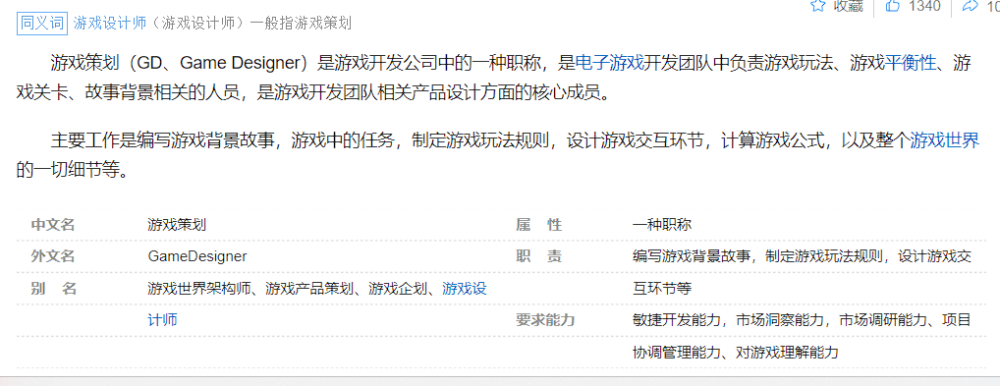 收藏 1340 10
同义词 游戏设计师（游戏设计师）一般指游戏策划
游戏策划（GD、Game Designer）是游戏开发公司中的一种职称，是电子游戏开发团队中负责游戏玩法、游戏平衡性、游
戏关卡、故事背景相关的人员，是游戏开发团队相关产品设计方面的核心成员。
主要工作是编写游戏背景故事，游戏中的任务，制定游戏玩法规则，设计游戏交互环节，计算游戏公式，以及整个游戏世界
的一切细节等。
中文名 游戏策划 属 性 一种职称
外文名 GameDesigner 职 责 编写游戏背景故事，制定游戏玩法规则，设计游戏交
别 名 游戏世界架构师、游戏产品策划、游戏企划、游戏设 互环节等
计师 要求能力 敏捷开发能力，市场洞察能力，市场调研能力、项目
协调管理能力、对游戏理解能力